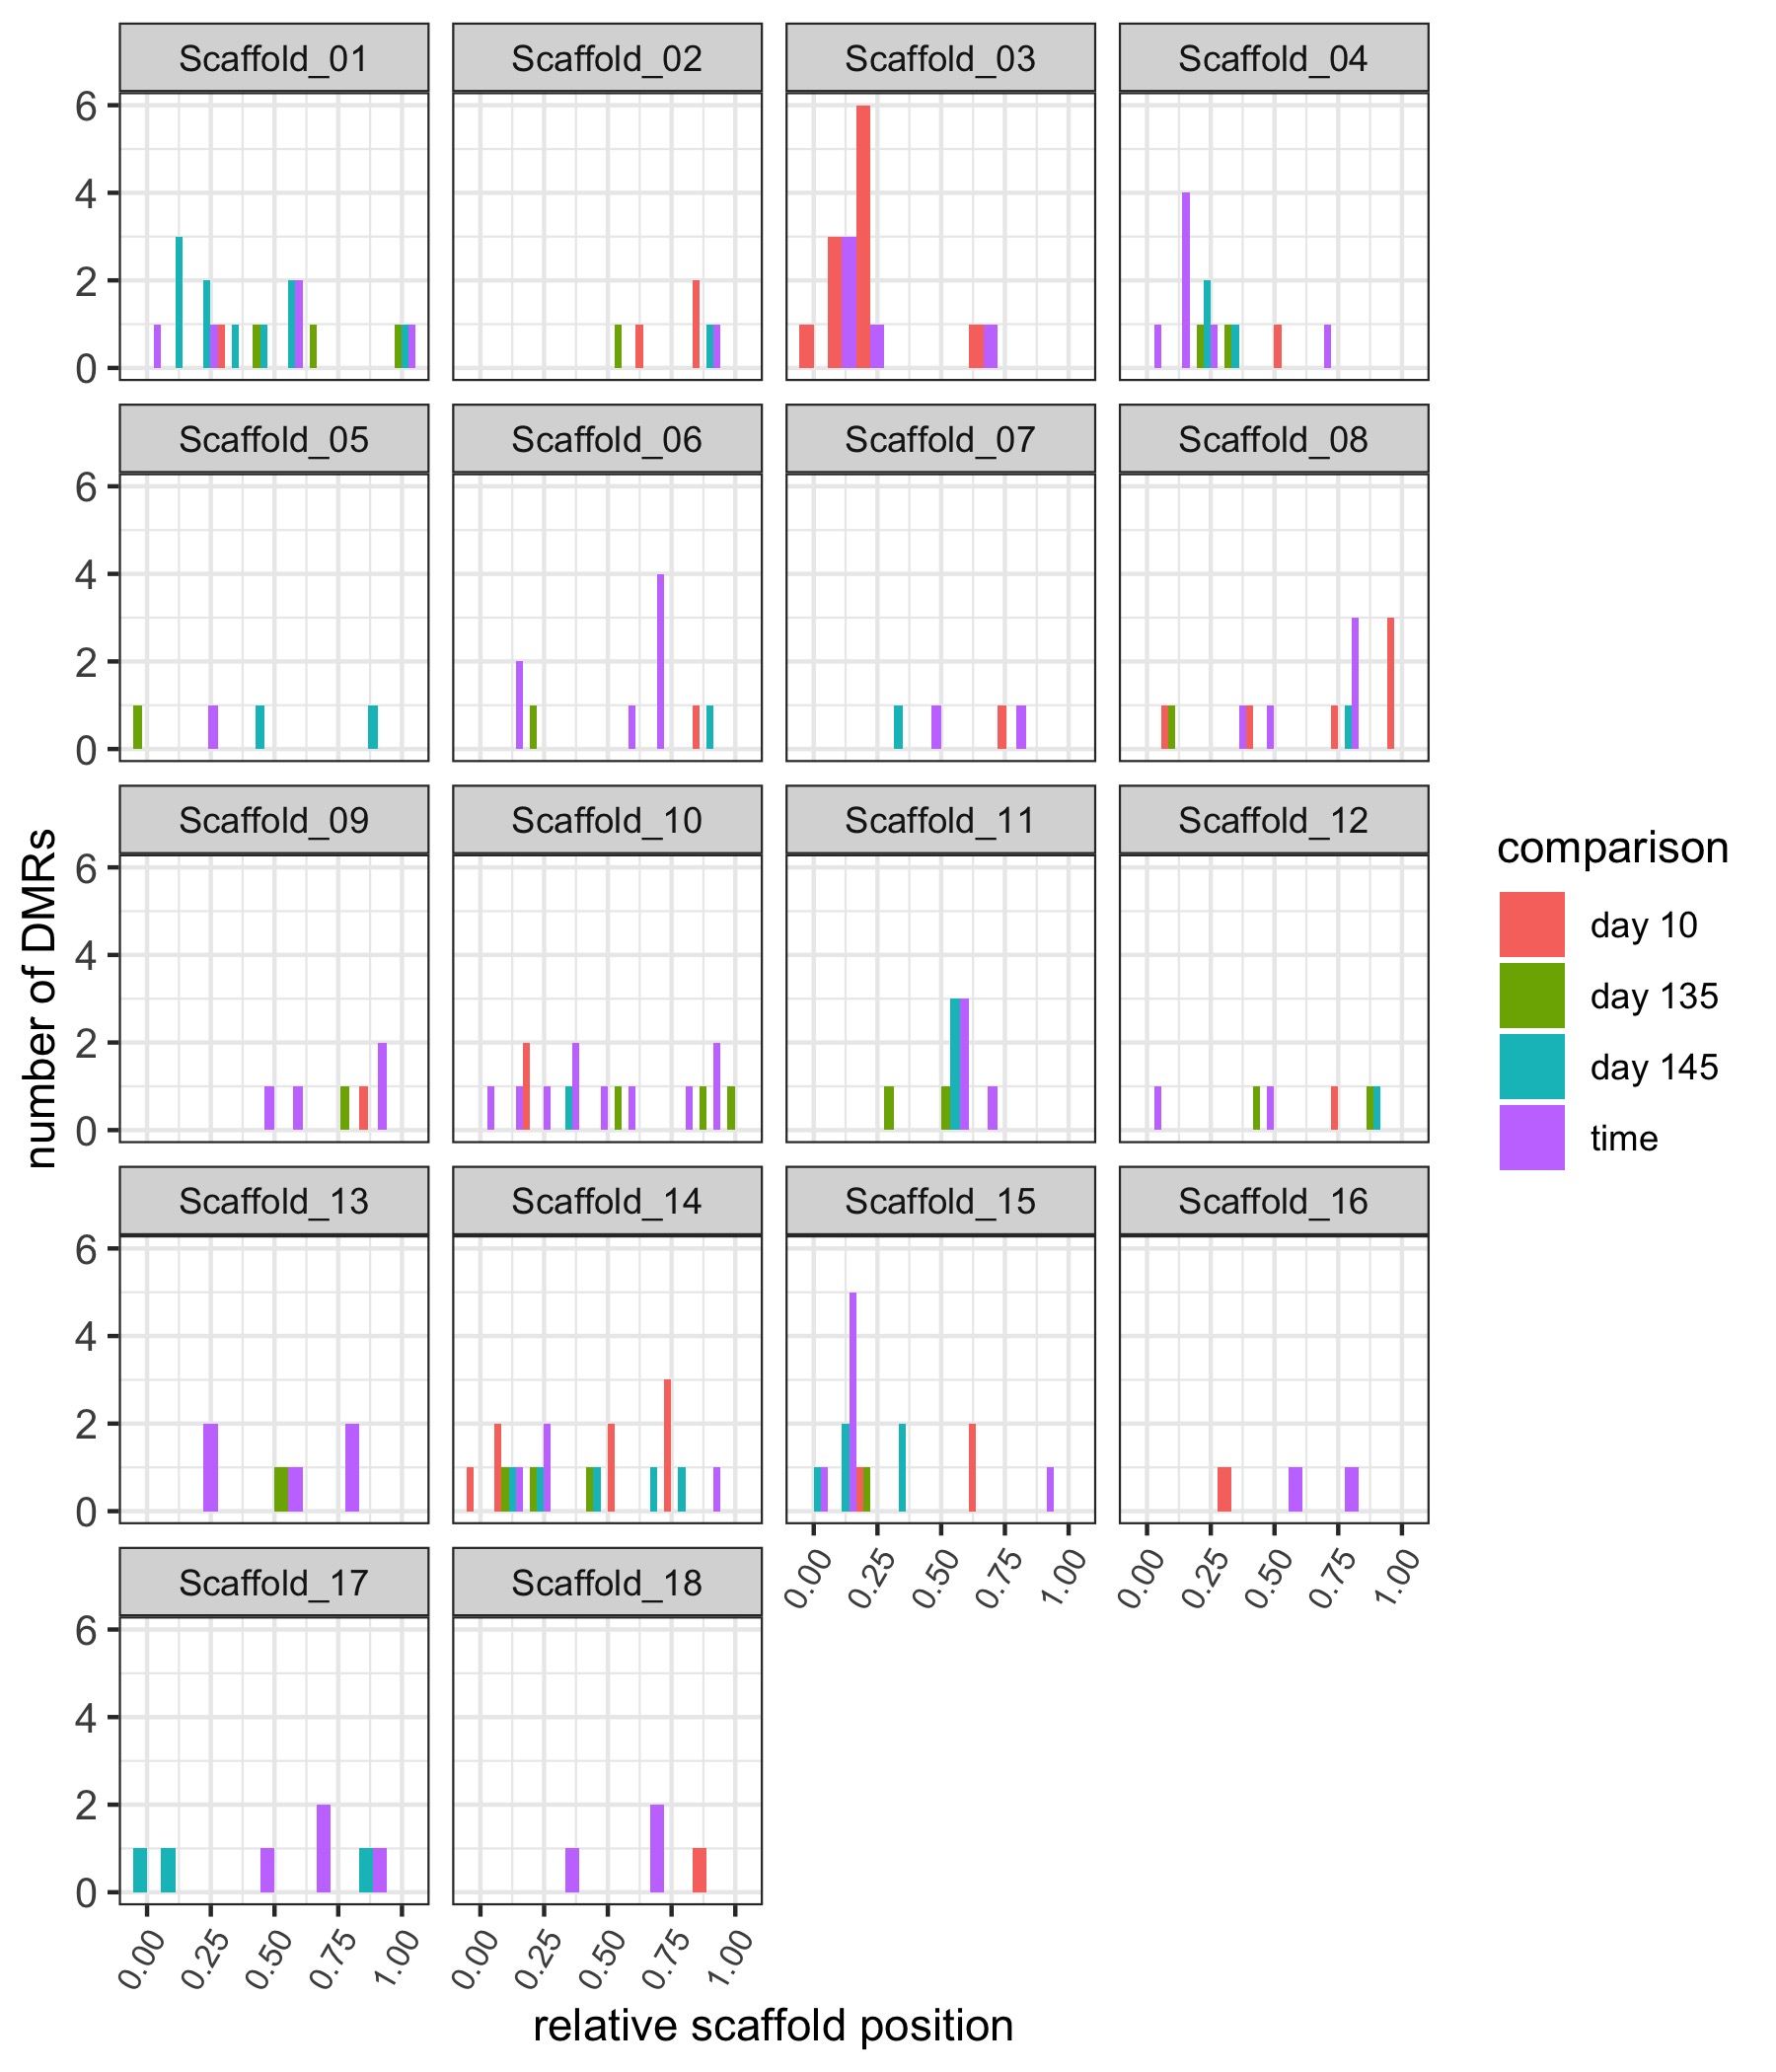 Scaffold_01 Scaffold_02 Scaffold_03 Scaffold_04
6
4
2
0
Scaffold_05 Scaffold_06 Scaffold_07 Scaffold_08
6
4
2
0
Scaffold_09 Scaffold_10 Scaffold_11 Scaffold_12
6
4
2
0
Scaffold_13 Scaffold_14 Scaffold_15 Scaffold_16
6
4
2
0
0.00 0.25 0.50 0.75 1.00 0.00 0.25 0.50 0.75 1.00
Scaffold_17 Scaffold_18
6
4
2
0
0.00 0.25 0.50 0.75 1.00 0.00 0.25 0.50 0.75 1.00
relative scaffold position
number of DMRs
comparison
day 10
day 135
day 145
time